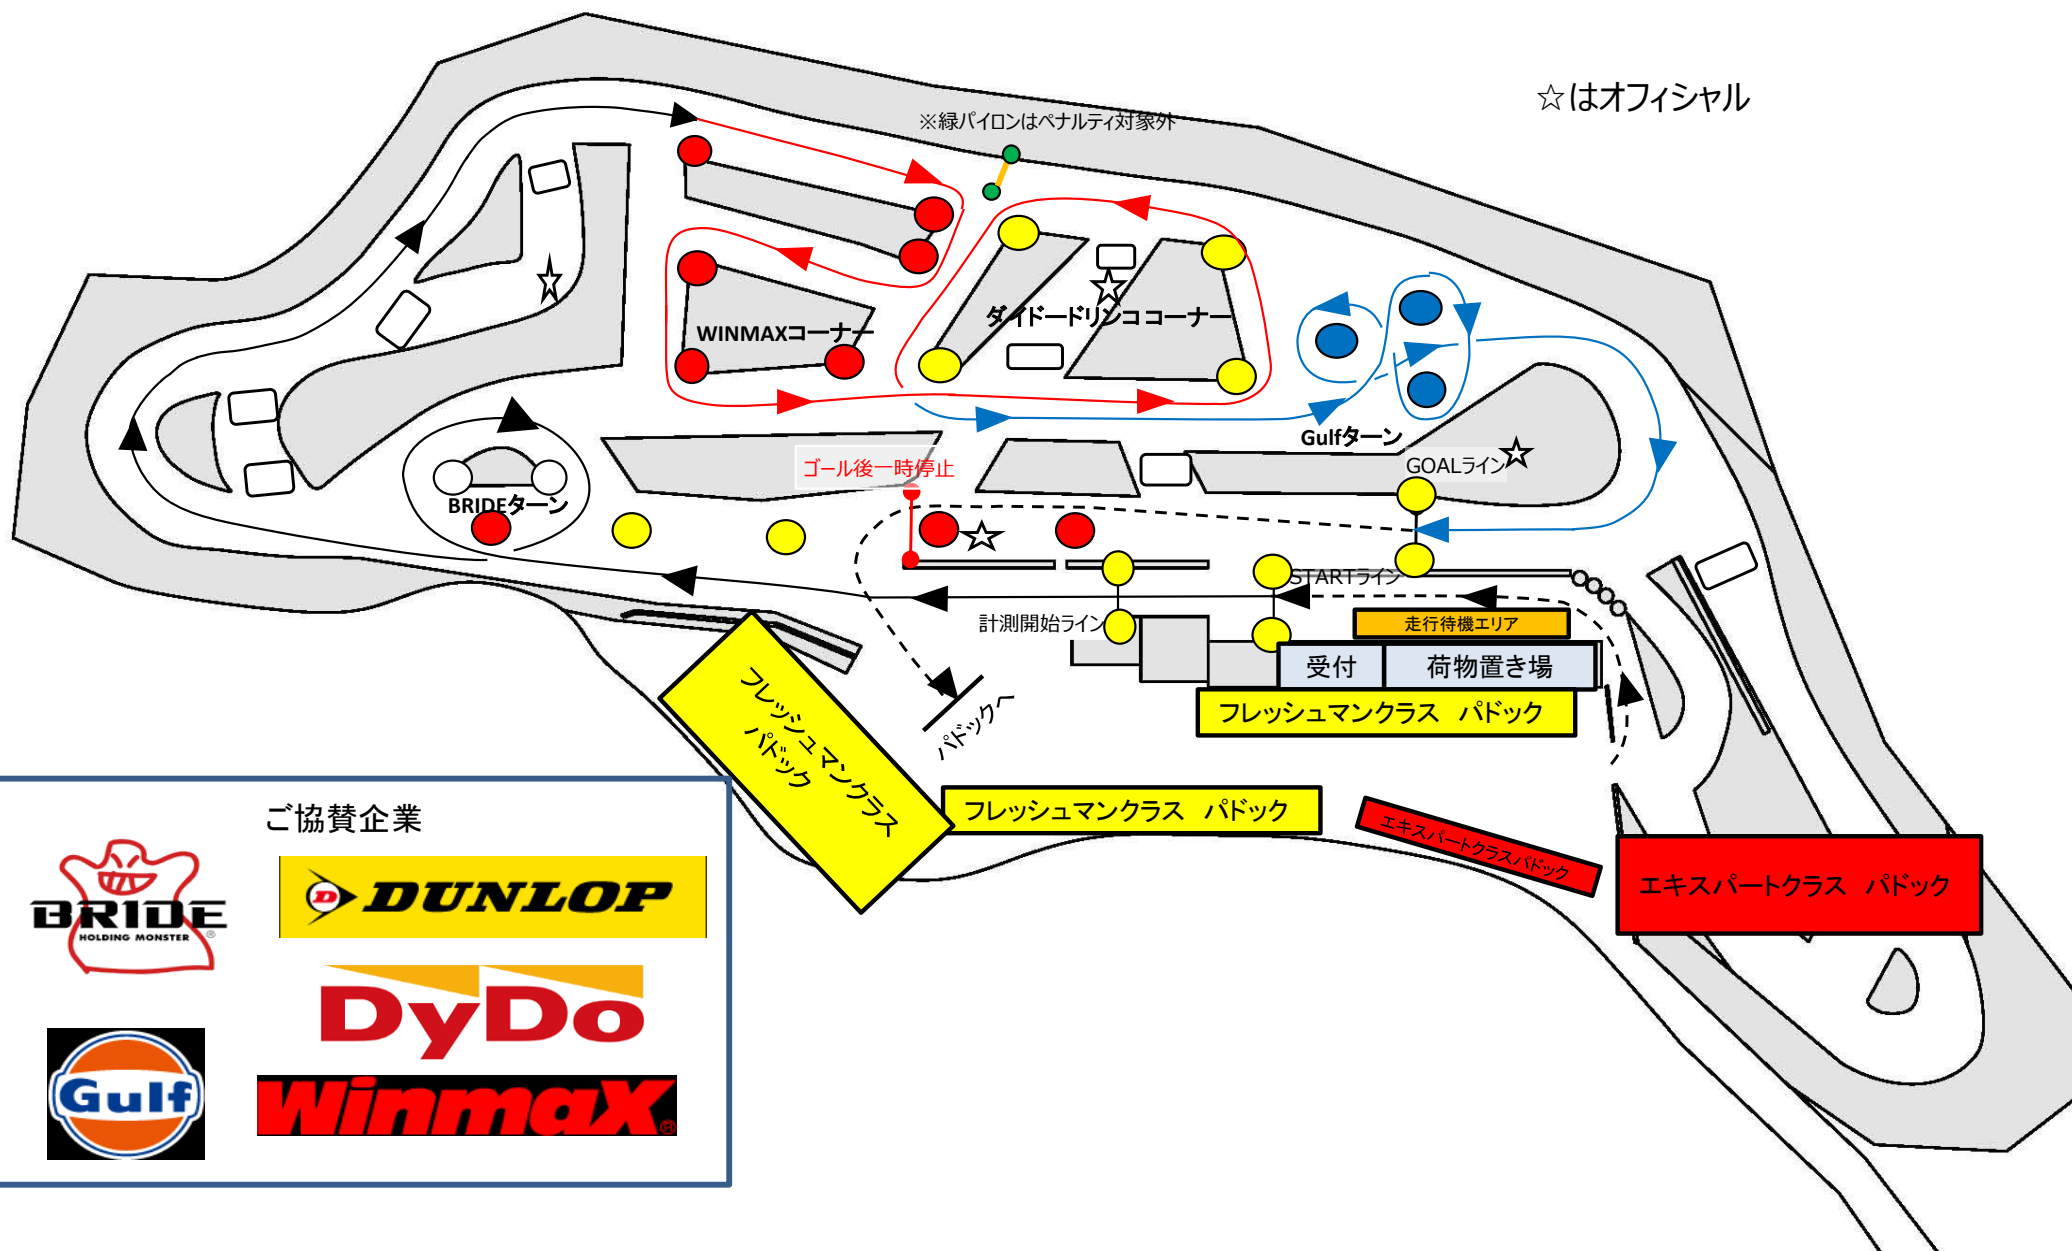 ☆はオフィシャル
※緑パイロンはペナルティ対象外
WINMAXコーナー
ダイドードリンココーナー
Gulfターン
GOALライン
ゴール後一時停止
BRIDEターン
STARTライン
計測開始ライン
走行待機エリア
受付
荷物置き場
フレッシュマンクラス パドック
パドックへ
フレッシュマンクラス
パドック
フレッシュマンクラス パドック
エキスパートクラスパドック
エキスパートクラス パドック
ご協賛企業
BRIDE
HOLDING MONSTER
®
D DUNLOP
DyDo
Gulf
WinmaX®